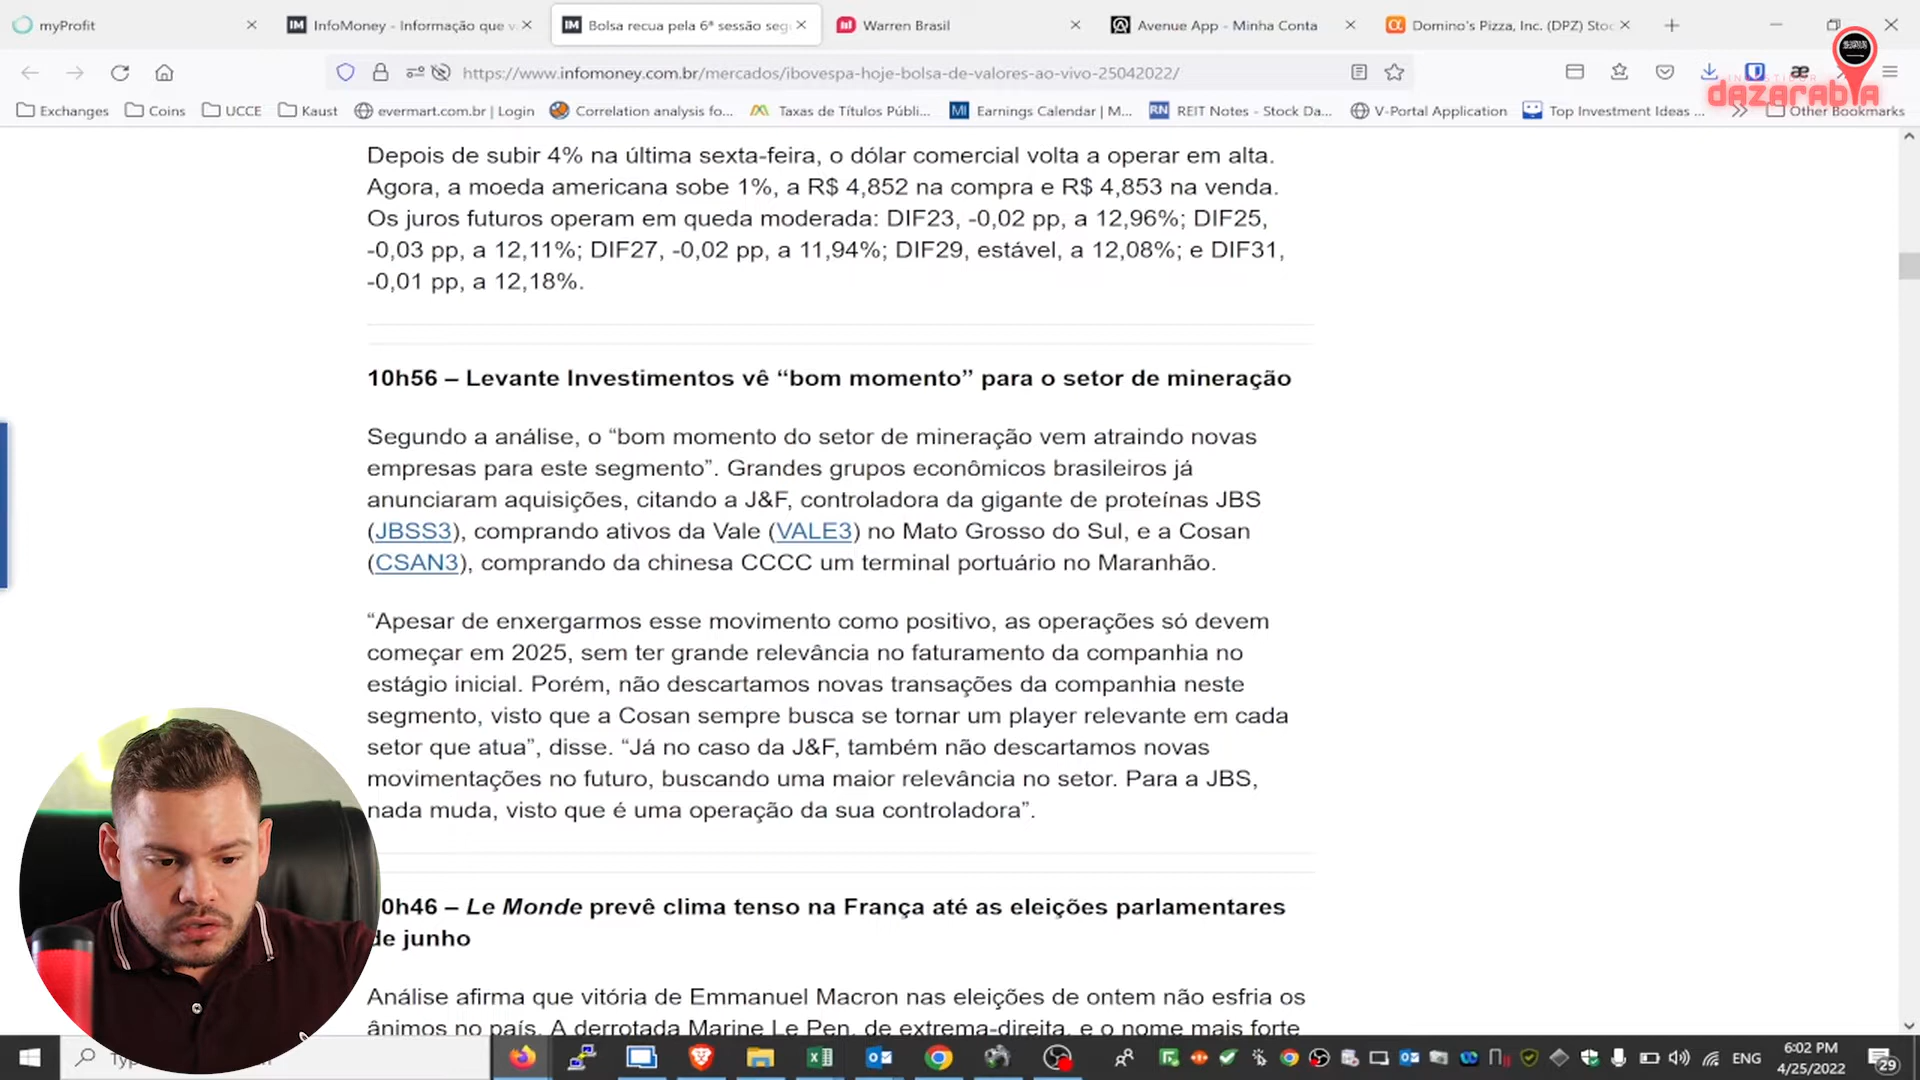 myProfit
InfoMoney - Informação que v
Bolsa recua pela 6ª sessão seg
Warren Brasil
Avenue App - Minha Conta
Domino's Pizza, Inc. (DPZ) Stoc
https://www.infomoney.com.br/mercados/ibovespa-hoje-bolsa-de-valores-ao-vivo-25042022/
INVESTIDOR
dazarabia
Exchanges
Coins
UCCE
Kaust
evermart.com.br | Login
Correlation analysis fo...
Taxas de Títulos Públi...
Earnings Calendar | M...
REIT Notes - Stock Da...
V-Portal Application
Top Investment Ideas ...
Other Bookmarks
Depois de subir 4% na última sexta-feira, o dólar comercial volta a operar em alta.
Agora, a moeda americana sobe 1%, a R$ 4,852 na compra e R$ 4,853 na venda.
Os juros futuros operam em queda moderada: DIF23, -0,02 pp, a 12,96%; DIF25,
-0,03 pp, a 12,11%; DIF27, -0,02 pp, a 11,94%; DIF29, estável, a 12,08%; e DIF31,
-0,01 pp, a 12,18%.
10h56 – Levante Investimentos vê “bom momento” para o setor de mineração
Segundo a análise, o “bom momento do setor de mineração vem atraindo novas
empresas para este segmento”. Grandes grupos econômicos brasileiros já
anunciaram aquisições, citando a J&F, controladora da gigante de proteínas JBS
(JBSS3), comprando ativos da Vale (VALE3) no Mato Grosso do Sul, e a Cosan
(CSAN3), comprando da chinesa CCCC um terminal portuário no Maranhão.
“Apesar de enxergarmos esse movimento como positivo, as operações só devem
começar em 2025, sem ter grande relevância no faturamento da companhia no
estágio inicial. Porém, não descartamos novas transações da companhia neste
segmento, visto que a Cosan sempre busca se tornar um player relevante em cada
setor que atua”, disse. “Já no caso da J&F, também não descartamos novas
movimentações no futuro, buscando uma maior relevância no setor. Para a JBS,
nada muda, visto que é uma operação da sua controladora”.
0h46 – Le Monde prevê clima tenso na França até as eleições parlamentares
de junho
Análise afirma que vitória de Emmanuel Macron nas eleições de ontem não esfria os
ânimos no país. A derrotada Marine Le Pen, de extrema-direita, e o nome mais forte
ENG
6:02 PM
4/25/2022
29